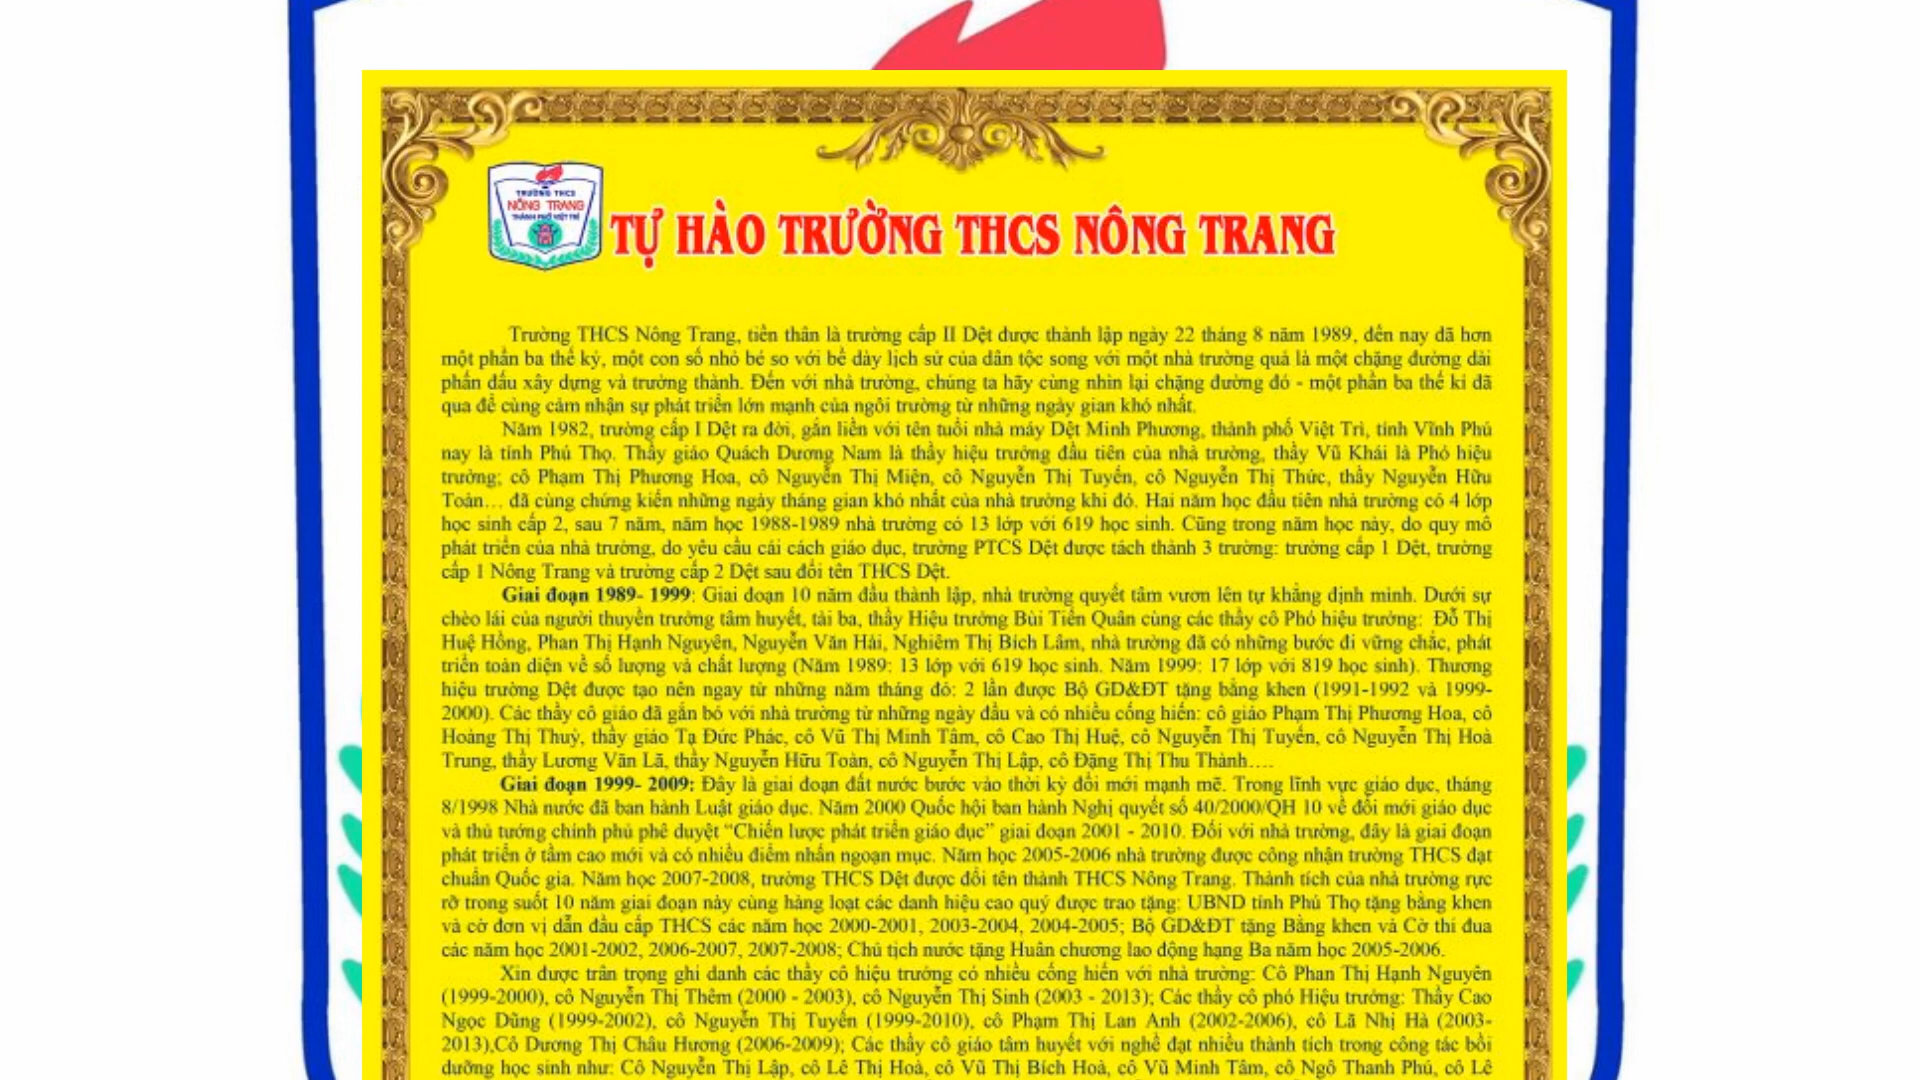 TRƯỜNG THCS
NÔNG TRANG
THÀNH PHỐ VIỆT TRÌ
TỰ HÀO TRƯỜNG THCS NÔNG TRANG
Trường THCS Nông Trang, tiền thân là trường cấp II Dệt được thành lập ngày 22 tháng 8 năm 1989, đến nay đã hơn
một phần ba thế kỷ, một con số nhỏ bé so với bề dày lịch sử của dân tộc song với một nhà trường quả là một chặng đường dài
phấn đấu xây dựng và trưởng thành. Đến với nhà trường, chúng ta hãy cùng nhìn lại chặng đường đó - một phần ba thế kỉ đã
qua để cùng cảm nhận sự phát triển lớn mạnh của ngôi trường từ những ngày gian khó nhất.
Năm 1982, trường cấp I Dệt ra đời, gắn liền với tên tuổi nhà máy Dệt Minh Phương, thành phố Việt Trì, tỉnh Vĩnh Phú
nay là tỉnh Phú Thọ. Thầy giáo Quách Dương Nam là thầy hiệu trưởng đầu tiên của nhà trường, thầy Vũ Khải là Phó hiệu
trưởng; cô Phạm Thị Phương Hoa, cô Nguyễn Thị Miện, cô Nguyễn Thị Tuyến, cô Nguyễn Thị Thức, thầy Nguyễn Hữu
Toàn… đã cùng chứng kiến những ngày tháng gian khó nhất của nhà trường khi đó. Hai năm học đầu tiên nhà trường có 4 lớp
học sinh cấp 2, sau 7 năm, năm học 1988-1989 nhà trường có 13 lớp với 619 học sinh. Cũng trong năm học này, do quy mô
phát triển của nhà trường, do yêu cầu cải cách giáo dục, trường PTCS Dệt được tách thành 3 trường: trường cấp 1 Dệt, trường
cấp 1 Nông Trang và trường cấp 2 Dệt sau đổi tên THCS Dệt.
Giai đoạn 1989- 1999: Giai đoạn 10 năm đầu thành lập, nhà trường quyết tâm vươn lên tự khẳng định mình. Dưới sự
chèo lái của người thuyền trưởng tâm huyết, tài ba, thầy Hiệu trưởng Bùi Tiến Quân cùng các thầy cô Phó hiệu trưởng: Đỗ Thị
Huệ Hồng, Phan Thị Hạnh Nguyên, Nguyễn Văn Hải, Nghiêm Thị Bích Lâm, nhà trường đã có những bước đi vững chắc, phát
triển toàn diện về số lượng và chất lượng (Năm 1989: 13 lớp với 619 học sinh. Năm 1999: 17 lớp với 819 học sinh). Thương
hiệu trường Dệt được tạo nên ngay từ những năm tháng đó: 2 lần được Bộ GD&ĐT tặng bằng khen (1991-1992 và 1999-
2000). Các thầy cô giáo đã gắn bó với nhà trường từ những ngày đầu và có nhiều cống hiến: cô giáo Phạm Thị Phương Hoa, cô
Hoàng Thị Thuỳ, thầy giáo Tạ Đức Phác, cô Vũ Thị Minh Tâm, cô Cao Thị Huệ, cô Nguyễn Thị Tuyến, cô Nguyễn Thị Hoà
Trung, thầy Lương Văn Lã, thầy Nguyễn Hữu Toàn, cô Nguyễn Thị Lập, cô Đặng Thị Thu Thành….
Giai đoạn 1999- 2009: Đây là giai đoạn đất nước bước vào thời kỳ đổi mới mạnh mẽ. Trong lĩnh vực giáo dục, tháng
8/1998 Nhà nước đã ban hành Luật giáo dục. Năm 2000 Quốc hội ban hành Nghị quyết số 40/2000/QH 10 về đổi mới giáo dục
và thủ tướng chính phủ phê duyệt “Chiến lược phát triển giáo dục” giai đoạn 2001 - 2010. Đối với nhà trường, đây là giai đoạn
phát triển ở tầm cao mới và có nhiều điểm nhấn ngoạn mục. Năm học 2005-2006 nhà trường được công nhận trường THCS đạt
chuẩn Quốc gia. Năm học 2007-2008, trường THCS Dệt được đổi tên thành THCS Nông Trang. Thành tích của nhà trường rực
rỡ trong suốt 10 năm giai đoạn này cùng hàng loạt các danh hiệu cao quý được trao tặng: UBND tỉnh Phú Thọ tặng bằng khen
và cờ đơn vị dẫn đầu cấp THCS các năm học 2000-2001, 2003-2004, 2004-2005; Bộ GD&ĐT tặng Bằng khen và Cờ thi đua
các năm học 2001-2002, 2006-2007, 2007-2008; Chủ tịch nước tặng Huân chương lao động hạng Ba năm học 2005-2006.
Xin được trân trọng ghi danh các thầy cô hiệu trưởng có nhiều cống hiến với nhà trường: Cô Phan Thị Hạnh Nguyên
(1999-2000), cô Nguyễn Thị Thêm (2000 - 2003), cô Nguyễn Thị Sinh (2003 - 2013); Các thầy cô phó Hiệu trưởng: Thầy Cao
Ngọc Dũng (1999-2002), cô Nguyễn Thị Tuyến (1999-2010), cô Phạm Thị Lan Anh (2002-2006), cô Lã Nhị Hà (2003-
2013),Cô Dương Thị Châu Hương (2006-2009); Các thầy cô giáo tâm huyết với nghề đạt nhiều thành tích trong công tác bồi
dưỡng học sinh như: Cô Nguyễn Thị Lập, cô Lê Thị Hoà, cô Vũ Thị Bích Hoà, cô Vũ Minh Tâm, cô Ngô Thanh Phú, cô Lê